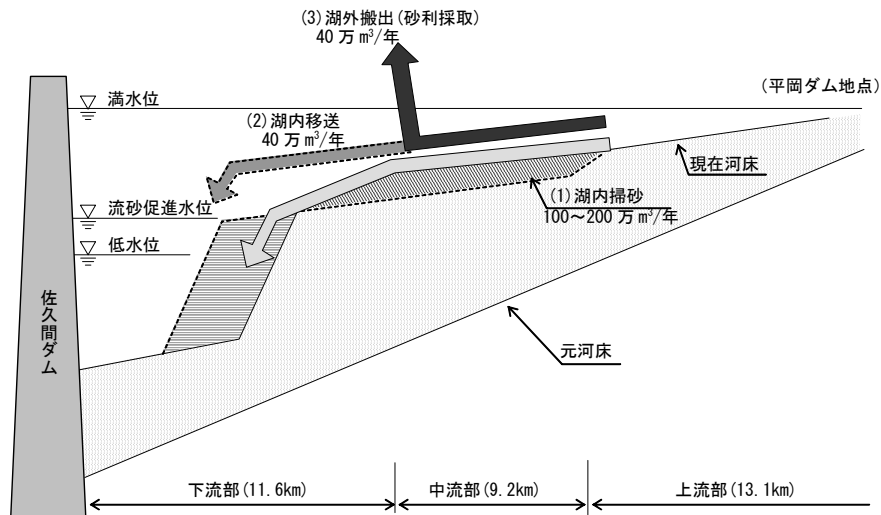 (3) 湖外搬出(砂利採取)
40 万 m³/年
(平岡ダム地点)
満水位
(2) 湖内移送
40 万 m³/年
現在河床
(1) 湖内掃砂
100～200 万 m³/年
流砂促進水位
低水位
佐久間ダム
元河床
下流部(11.6km)
中流部(9.2km)
上流部(13.1km)